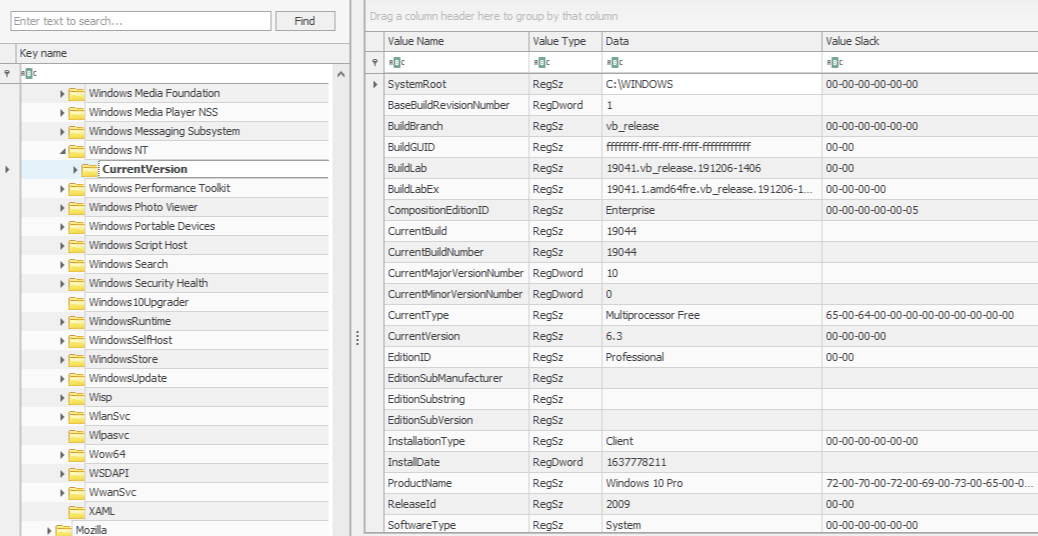 Enter text to search... Find
Key name
Windows Media Foundation
Windows Media Player NSS
Windows Messaging Subsystem
Windows NT
CurrentVersion
Windows Performance Toolkit
Windows Photo Viewer
Windows Portable Devices
Windows Script Host
Windows Search
Windows Security Health
Windows10Upgrader
WindowsRuntime
WindowsSelfHost
WindowsStore
WindowsUpdate
Wisp
WlanSvc
Wlpasvc
Wow64
WSDAPI
WwanSvc
XAML
Mozilla
Drag a column header here to group by that column
Value Name Value Type Data Value Slack
SystemRoot RegSz C:\WINDOWS 00-00-00-00-00-00
BaseBuildRevisionNumber RegDword 1
BuildBranch RegSz vb_release 00-00-00-00-00-00
BuildGUID RegSz ffffffff-ffff-ffff-ffff-ffffffffffff 00-00
BuildLab RegSz 19041.vb_release.191206-1406 00-00-00
BuildLabEx RegSz 19041.1.amd64fre.vb_release.191206-1... 00-00-00-00
CompositionEditionID RegSz Enterprise 00-00-00-00-00-05
CurrentBuild RegSz 19044
CurrentBuildNumber RegSz 19044
CurrentMajorVersionNumber RegDword 10
CurrentMinorVersionNumber RegDword 0
CurrentType RegSz Multiprocessor Free 65-00-64-00-00-00-00-00-00-00-00-00
CurrentVersion RegSz 6.3 00-00-00-00
EditionID RegSz Professional 00-00
EditionSubManufacturer RegSz
EditionSubstring RegSz
EditionSubVersion RegSz
InstallationType RegSz Client 00-00-00-00-00-00
InstallDate RegDword 1637778211
ProductName RegSz Windows 10 Pro 72-00-70-00-72-00-69-00-73-00-65-00-0...
ReleaseId RegSz 2009 00-00
SoftwareType RegSz System 00-00-00-00-00-00